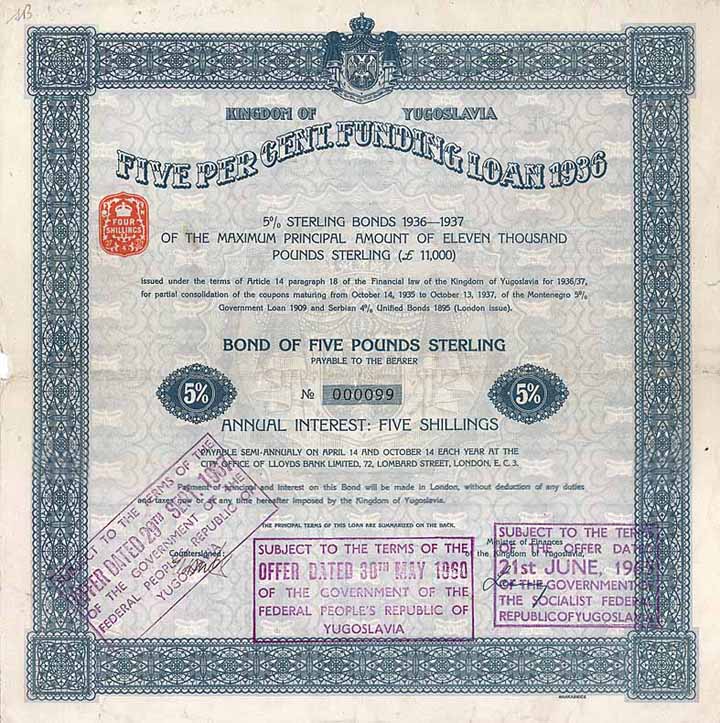 KINGDOM OF YUGOSLAVIA
FIVE PER CENT. FUNDING LOAN 1936
FOUR
SHILLINGS
5% STERLING BONDS 1936—1937
OF THE MAXIMUM PRINCIPAL AMOUNT OF ELEVEN THOUSAND
POUNDS STERLING (£ 11,000)
issued under the terms of Article 14 paragraph 18 of the Financial law of the Kingdom of Yugoslavia for 1936/37,
for partial consolidation of the coupons maturing from October 14, 1935 to October 13, 1937, of the Montenegro 5%
Government Loan 1909 and Serbian 4% Unified Bonds 1895 (London issue).
BOND OF FIVE POUNDS STERLING
PAYABLE TO THE BEARER
5% № 000099 5%
ANNUAL INTEREST: FIVE SHILLINGS
PAYABLE SEMI-ANNUALY ON APRIL 14 AND OCTOBER 14 EACH YEAR AT THE
CITY OFFICE OF LLOYDS BANK LIMITED, 72, LOMBARD STREET, LONDON, E. C. 3.
Payment of principal and interest on this Bond will be made in London, without deduction of any duties
and taxes now or at any time hereafter imposed by the Kingdom of Yugoslavia.
THE PRINCIPAL TERMS OF THIS LOAN ARE SUMMARIZED ON THE BACK.
Countersigned:
Minister of Finances
of the Kingdom of Yugoslavia,
SUBJECT TO THE TERMS OF THE
OFFER DATED 29TH SEP.
OF THE GOVERNMENT OF THE
FEDERAL PEOPLE'S REPUBLIC OF
YUGOSLAVIA
SUBJECT TO THE TERMS OF THE
OFFER DATED 30TH MAY 1960
OF THE GOVERNMENT OF THE
FEDERAL PEOPLE'S REPUBLIC OF
YUGOSLAVIA
SUBJECT TO THE TERMS
OF THE OFFER DATED
21st JUNE,
OF THE GOVERNMENT OF
THE SOCIALIST FEDERAL
REPUBLIC OF YUGOSLAVIA